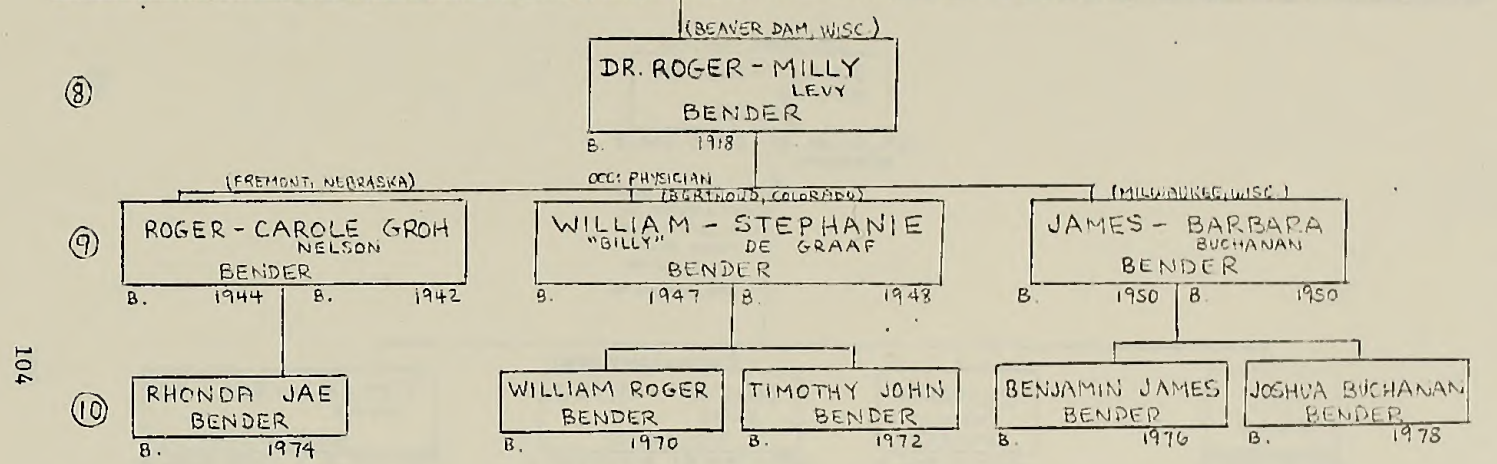 (BEAVER DAM, WISC.)
⑧
DR. ROGER - MILLY
LEVY
BENDER
B. 1918
OCC: PHYSICIAN
(FREMONT, NEBRASKA)
(BERTHOUD, COLORADO)
(MILWAUKEE, WISC.)
⑨
ROGER - CAROLE GROH
NELSON
BENDER
B. 1944 B. 1942
WILLIAM - STEPHANIE
"BILLY" DE GRAAF
BENDER
B. 1947 B. 1948
JAMES - BARBARA
BUCHANAN
BENDER
B. 1950 B. 1950
104
⑩
RHONDA JAE
BENDER
B. 1974
WILLIAM ROGER
BENDER
B. 1970
TIMOTHY JOHN
BENDER
B. 1972
BENJAMIN JAMES
BENDER
B. 1976
JOSHUA BUCHANAN
BENDER
B. 1978